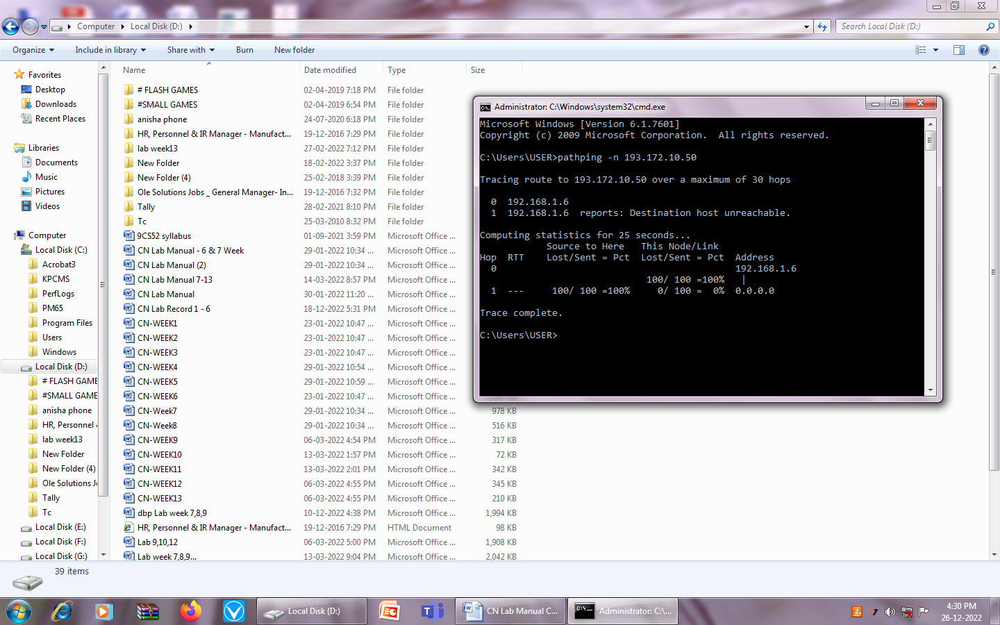 Computer Local Disk (D:)
Search Local Disk (D:)
Organize Include in library Share with Burn New folder
Favorites
Desktop
Downloads
Recent Places
Libraries
Documents
Music
Pictures
Videos
Computer
Local Disk (C:)
Acrobat3
KPCMS
PerfLogs
PM65
Program Files
Users
Windows
Local Disk (D:)
# FLASH GAME
#SMALL GAME
anisha phone
HR, Personnel
lab week13
New Folder
New Folder (4)
Ole Solutions J
Tally
Tc
Local Disk (E:)
Local Disk (F:)
Local Disk (G:)
Name Date modified Type Size
# FLASH GAMES 02-04-2019 7:18 PM File folder
#SMALL GAMES 02-04-2019 6:54 PM File folder
anisha phone 24-07-2020 6:18 PM File folder
HR, Personnel & IR Manager - Manufact... 19-12-2016 7:29 PM File folder
lab week13 27-02-2022 7:12 PM File folder
New Folder 18-02-2022 3:37 PM File folder
New Folder (4) 25-02-2018 3:39 PM File folder
Ole Solutions Jobs _ General Manager- In... 19-12-2016 7:32 PM File folder
Tally 28-02-2021 8:10 PM File folder
Tc 25-03-2010 8:32 PM File folder
9CS52 syllabus 01-09-2021 3:59 PM Microsoft Office ...
CN Lab Manual - 6 & 7 Week 29-01-2022 10:34 ... Microsoft Office ...
CN Lab Manual (2) 29-01-2022 10:34 ... Microsoft Office ...
CN Lab Manual 7-13 14-03-2022 8:57 PM Microsoft Office ...
CN Lab Manual 30-01-2022 11:20 ... Microsoft Office ...
CN Lab Record 1 - 6 18-12-2022 5:31 PM Microsoft Office ...
CN-WEEK1 23-01-2022 10:47 ... Microsoft Office ...
CN-WEEK2 23-01-2022 10:47 ... Microsoft Office ...
CN-WEEK3 23-01-2022 10:47 ... Microsoft Office ...
CN-WEEK4 29-01-2022 10:54 ... Microsoft Office ...
CN-WEEK5 29-01-2022 10:59 ... Microsoft Office ...
CN-WEEK6 23-01-2022 10:47 ... Microsoft Office ...
CN-Week7 29-01-2022 10:34 ... Microsoft Office ... 978 KB
CN-Week8 29-01-2022 10:34 ... Microsoft Office ... 516 KB
CN-WEEK9 06-03-2022 4:54 PM Microsoft Office ... 317 KB
CN-WEEK10 13-03-2022 1:57 PM Microsoft Office ... 72 KB
CN-WEEK11 13-03-2022 2:01 PM Microsoft Office ... 342 KB
CN-WEEK12 06-03-2022 4:55 PM Microsoft Office ... 345 KB
CN-WEEK13 06-03-2022 4:55 PM Microsoft Office ... 210 KB
dbp Lab week 7,8,9 10-12-2022 4:38 PM Microsoft Office ... 1,994 KB
HR, Personnel & IR Manager - Manufact... 19-12-2016 7:29 PM HTML Document 98 KB
Lab 9,10,12 06-03-2022 5:00 PM Microsoft Office ... 1,908 KB
Lab week 7,8,9... 13-03-2022 9:04 PM Microsoft Office ... 2,042 KB
Administrator: C:\Windows\system32\cmd.exe
Microsoft Windows [Version 6.1.7601]
Copyright (c) 2009 Microsoft Corporation.  All rights reserved.
C:\Users\USER>pathping -n 193.172.10.50
Tracing route to 193.172.10.50 over a maximum of 30 hops
0  192.168.1.6
1  192.168.1.6  reports: Destination host unreachable.
Computing statistics for 25 seconds...
Source to Here   This Node/Link
Hop  RTT    Lost/Sent = Pct  Lost/Sent = Pct  Address
0                                           192.168.1.6
100/ 100 =100%   |
1  ---     100/ 100 =100%     0/ 100 =  0%  0.0.0.0
Trace complete.
C:\Users\USER>
39 items
Local Disk (D:)
CN Lab Manual C...
Administrator: C:\...
4:30 PM
26-12-2022